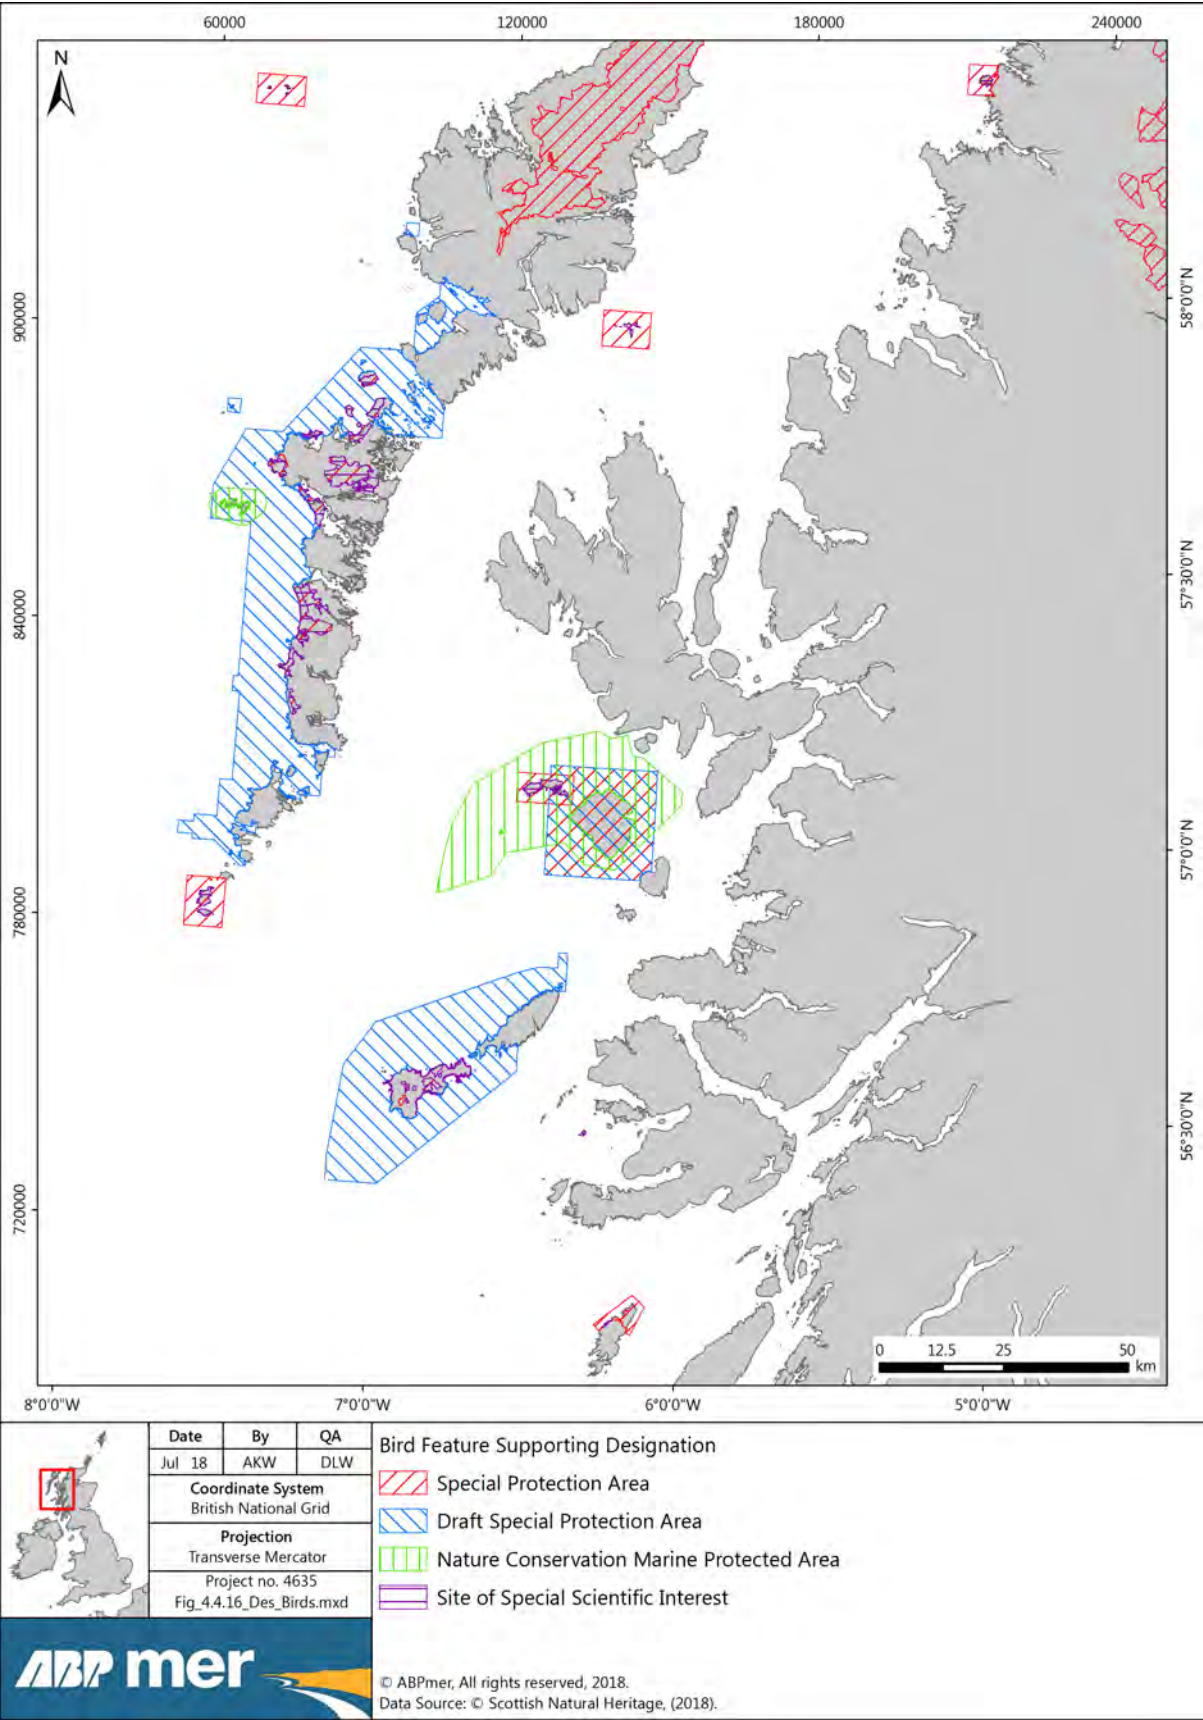 60000 120000 180000 240000
N
900000
840000
780000
720000
58°0'0"N
57°30'0"N
57°0'0"N
56°30'0"N
0 12.5 25 50
km
8°0'0"W 7°0'0"W 6°0'0"W 5°0'0"W
Date By QA
Jul 18 AKW DLW
Coordinate System
British National Grid
Projection
Transverse Mercator
Project no. 4635
Fig_4.4.16_Des_Birds.mxd
ABP mer
Bird Feature Supporting Designation
Special Protection Area
Draft Special Protection Area
Nature Conservation Marine Protected Area
Site of Special Scientific Interest
© ABPmer, All rights reserved, 2018.
Data Source: © Scottish Natural Heritage, (2018).